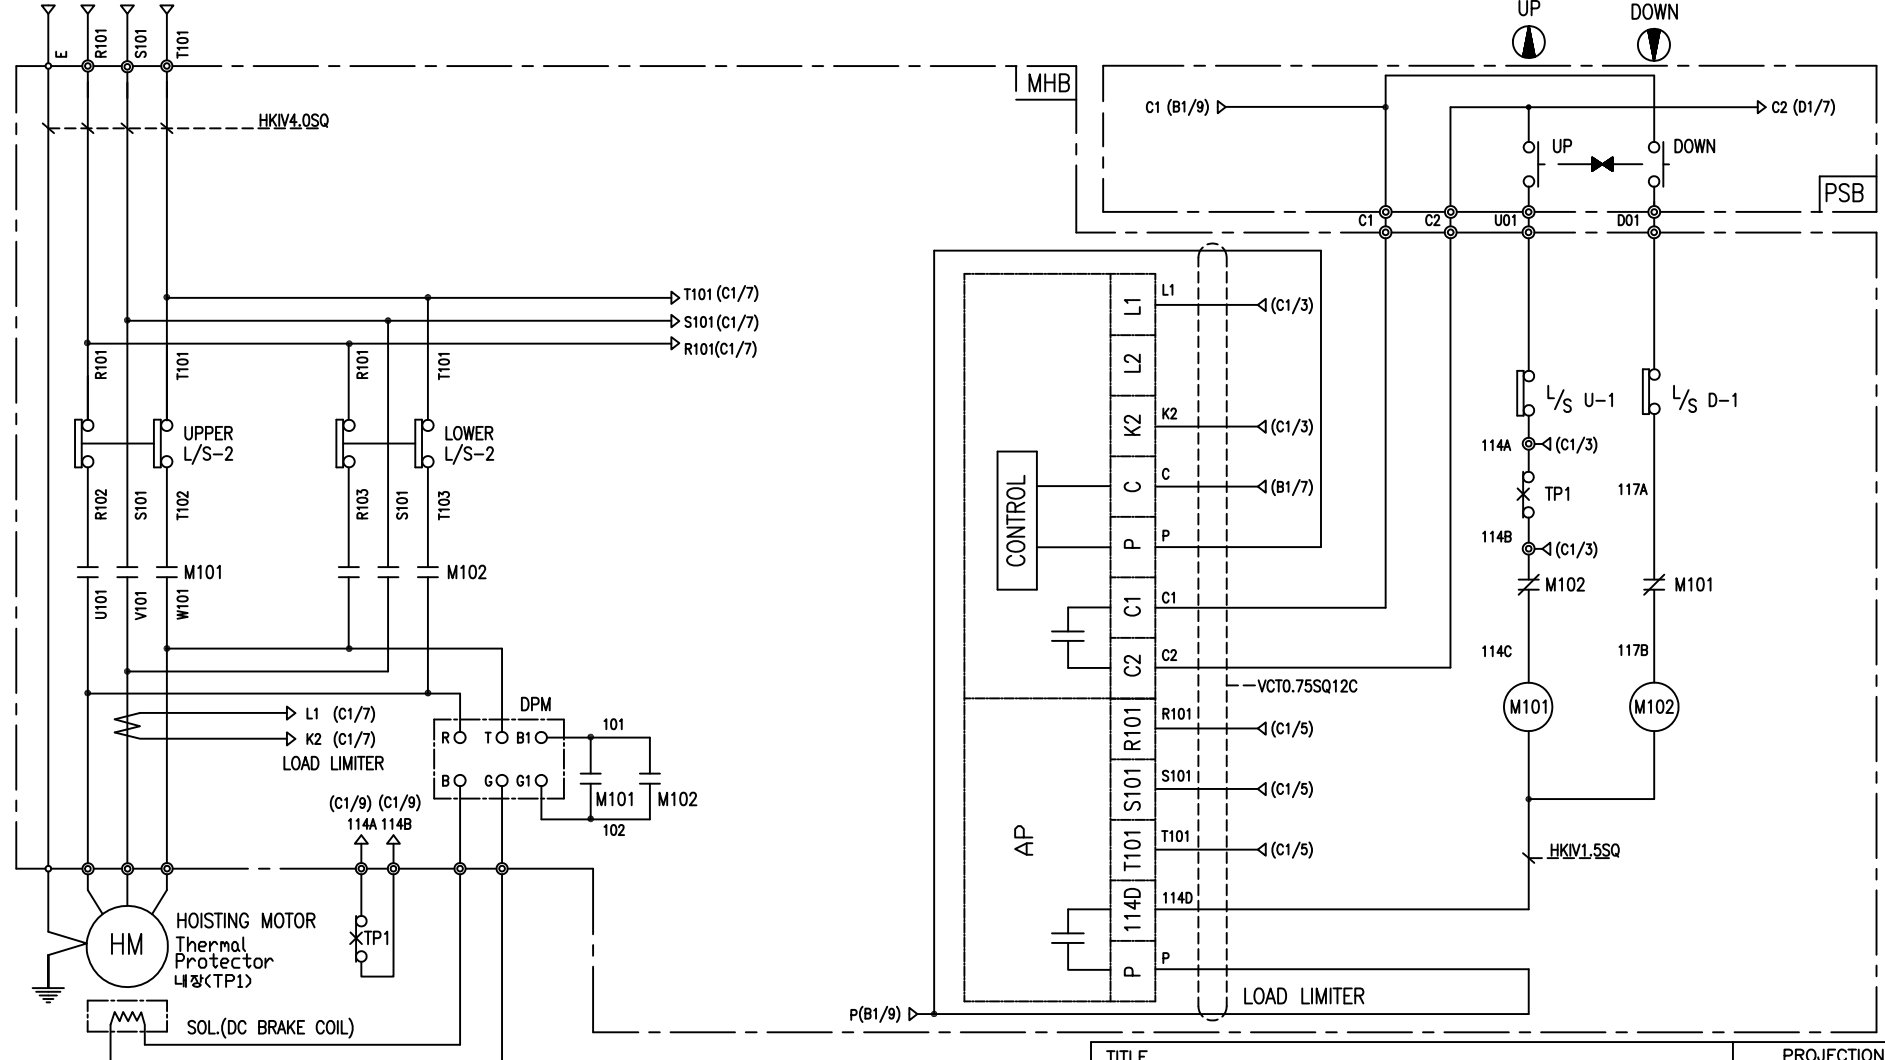 UP
DOWN
E
R101
S101
T101
MHB
C1 (B1/9)
C2 (D1/7)
HKIV4.0SQ
UP
DOWN
PSB
C1
C2
U01
D01
T101 (C1/7)
S101 (C1/7)
R101(C1/7)
R101
T101
R101
T101
UPPER
L/S-2
LOWER
L/S-2
R102
S101
T102
R103
S101
T103
M101
M102
U101
V101
W101
L1 (C1/7)
K2 (C1/7)
LOAD LIMITER
DPM
R
T
B1
B
G
G1
101
M101
M102
102
(C1/9) (C1/9)
114A 114B
TP1
HM
HOISTING MOTOR
Thermal
Protector
내장(TP1)
SOL.(DC BRAKE COIL)
CONTROL
AP
L1
L1
(C1/3)
L2
K2
K2
(C1/3)
C
C
(B1/7)
P
P
C1
C1
C2
C2
VCT0.75SQ12C
R101
R101
(C1/5)
S101
S101
(C1/5)
T101
T101
(C1/5)
114D
114D
P
P
LOAD LIMITER
P(B1/9)
L/S U-1
L/S D-1
114A
(C1/3)
TP1
117A
114B
(C1/3)
M102
M101
114C
117B
M101
M102
HKIV1.5SQ
TITLE
PROJECTION